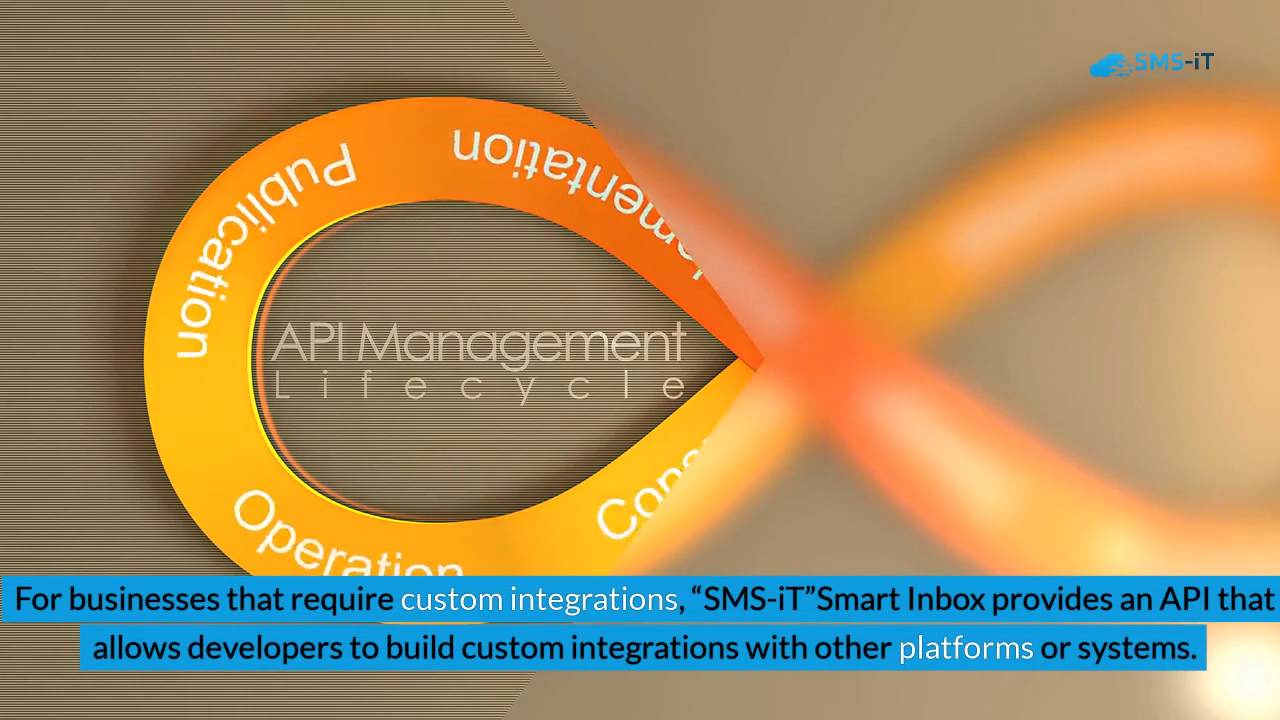 SMS-iT
Publication
mentation
API Management
Lifecycle
Operation
For businesses that require custom integrations, “SMS-iT”Smart Inbox provides an API that
allows developers to build custom integrations with other platforms or systems.